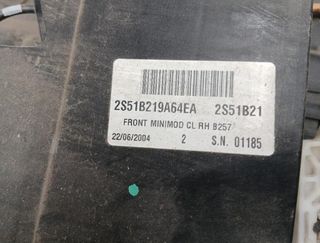 2S51B219A64EA 2S51B21
FRONT MINIMOD CL RH B257
22/06/2004 2 S.N. 01185